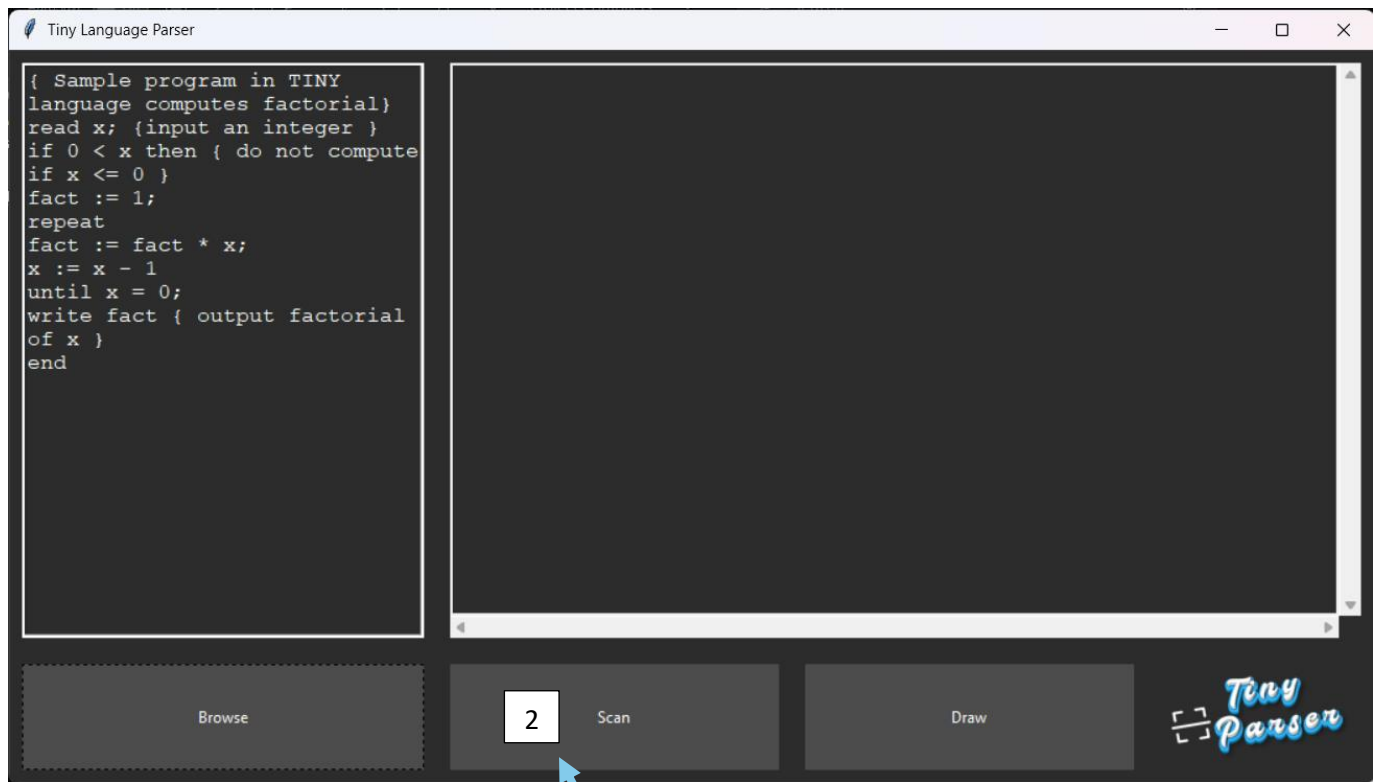 Tiny Language Parser
{ Sample program in TINY
language computes factorial}
read x; {input an integer }
if 0 < x then { do not compute
if x <= 0 }
fact := 1;
repeat
fact := fact * x;
x := x - 1
until x = 0;
write fact { output factorial
of x }
end
Browse
2
Scan
Draw
Tiny
Parser